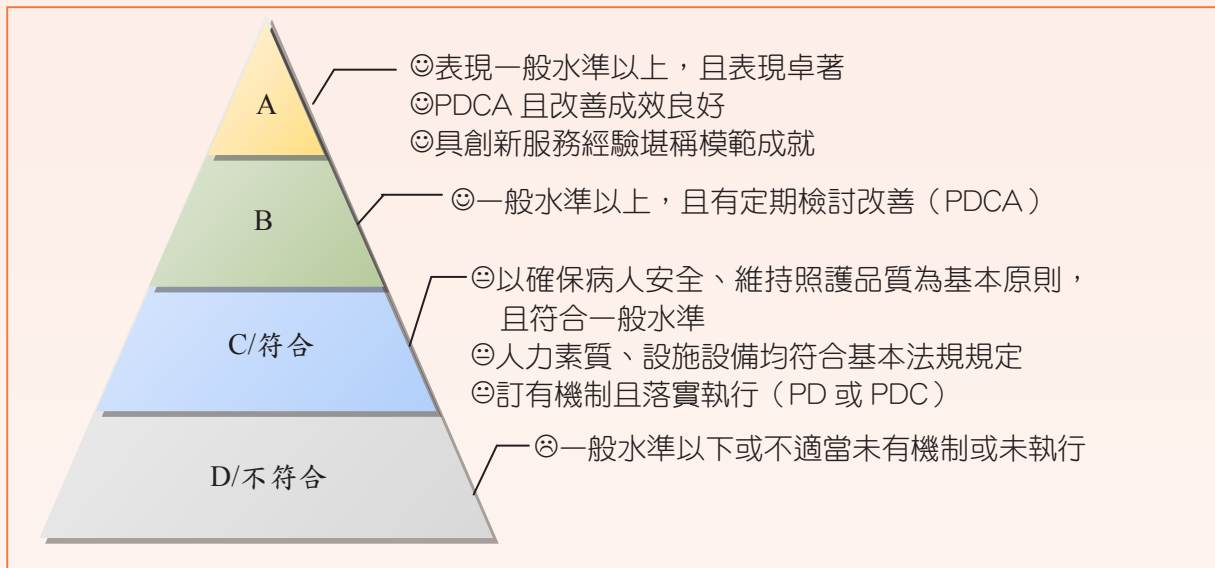 A
☺表現一般水準以上，且表現卓著
☺PDCA 且改善成效良好
☺具創新服務經驗堪稱模範成就
B
☺一般水準以上，且有定期檢討改善（PDCA）
C/符合
😐以確保病人安全、維持照護品質為基本原則，
且符合一般水準
😐人力素質、設施設備均符合基本法規規定
😐訂有機制且落實執行（PD 或 PDC）
D/不符合
☹一般水準以下或不適當未有機制或未執行